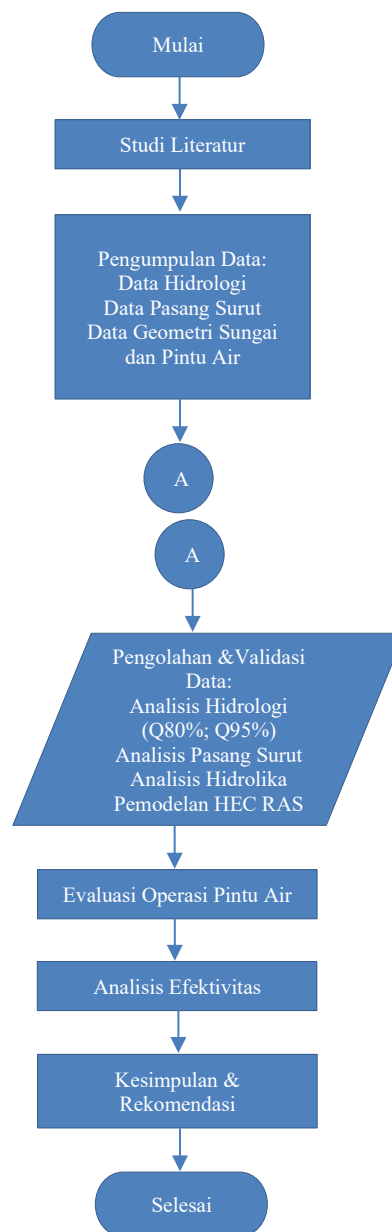 Mulai
Studi Literatur
Pengumpulan Data:
Data Hidrologi
Data Pasang Surut
Data Geometri Sungai
dan Pintu Air
A
A
Pengolahan &Validasi
Data:
Analisis Hidrologi
(Q80%; Q95%)
Analisis Pasang Surut
Analisis Hidrolika
Pemodelan HEC RAS
Evaluasi Operasi Pintu Air
Analisis Efektivitas
Kesimpulan &
Rekomendasi
Selesai